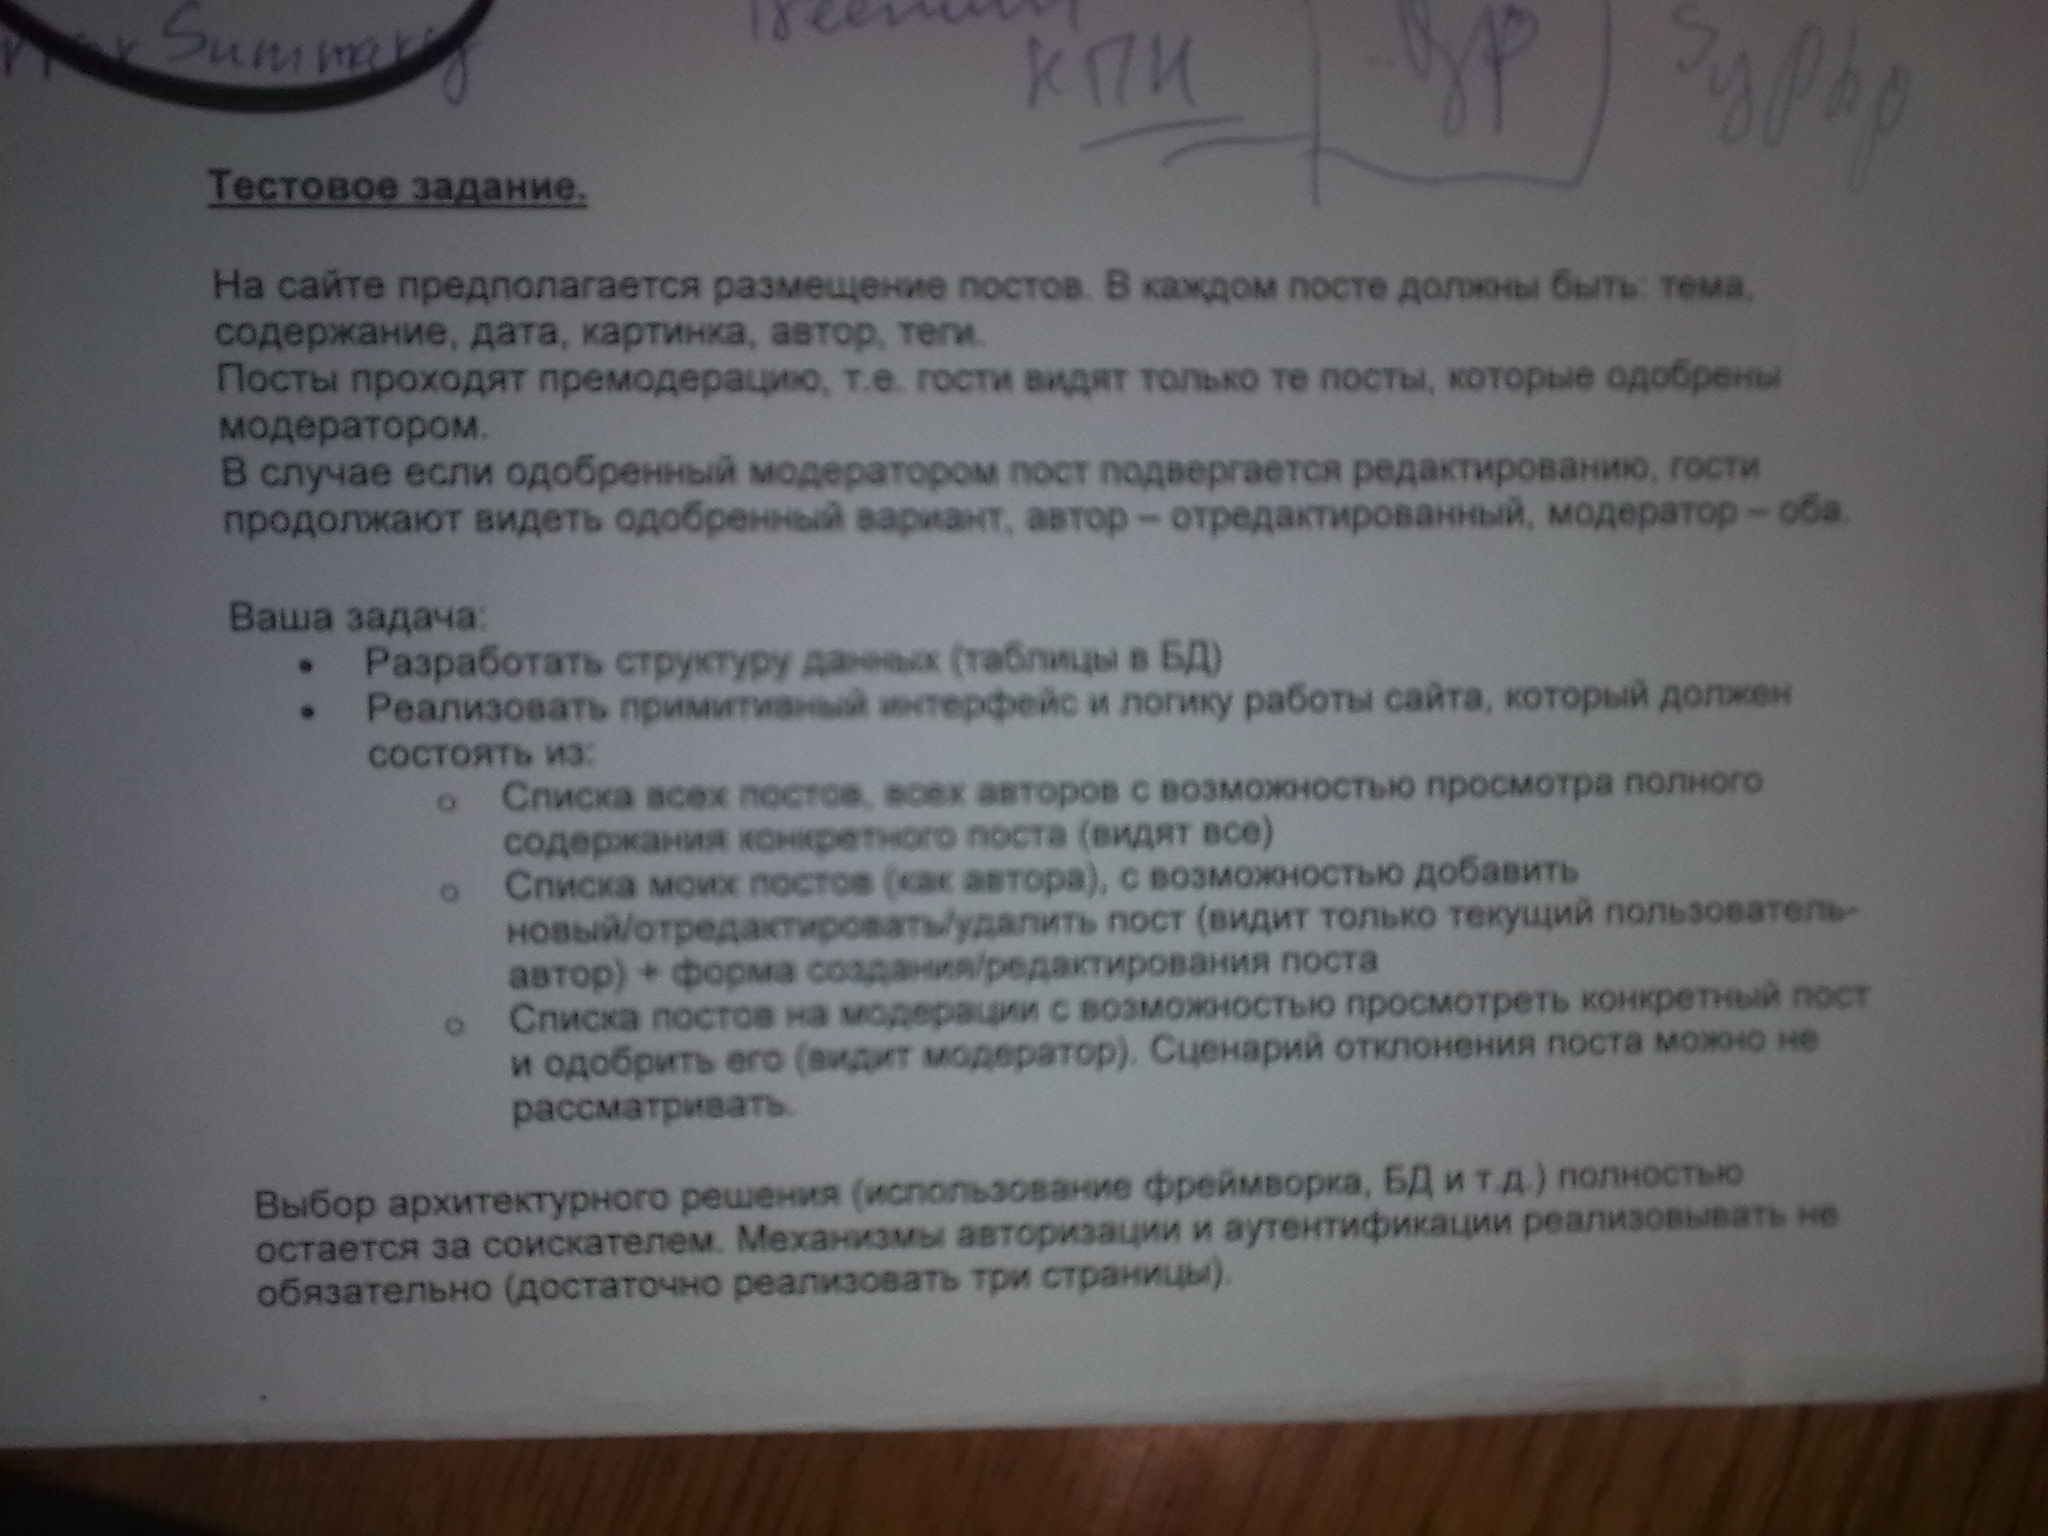 Summary
КПИ
Тестовое задание.
На сайте предполагается размещение постов. В каждом посте должны быть: тема,
содержание, дата, картинка, автор, теги.
Посты проходят премодерацию, т.е. гости видят только те посты, которые одобрены
модератором.
В случае если одобренный модератором пост подвергается редактированию, гости
продолжают видеть одобренный вариант, автор – отредактированный, модератор – оба.
Ваша задача:
• Разработать структуру данных (таблицы в БД)
• Реализовать примитивный интерфейс и логику работы сайта, который должен
состоять из:
o Списка всех постов, всех авторов с возможностью просмотра полного
содержания конкретного поста (видят все)
o Списка моих постов (как автора), с возможностью добавить
новый/отредактировать/удалить пост (видит только текущий пользователь-
автор) + форма создания/редактирования поста
o Списка постов на модерации с возможностью просмотреть конкретный пост
и одобрить его (видит модератор). Сценарий отклонения поста можно не
рассматривать.
Выбор архитектурного решения (использование фреймворка, БД и т.д.) полностью
остается за соискателем. Механизмы авторизации и аутентификации реализовывать не
обязательно (достаточно реализовать три страницы).